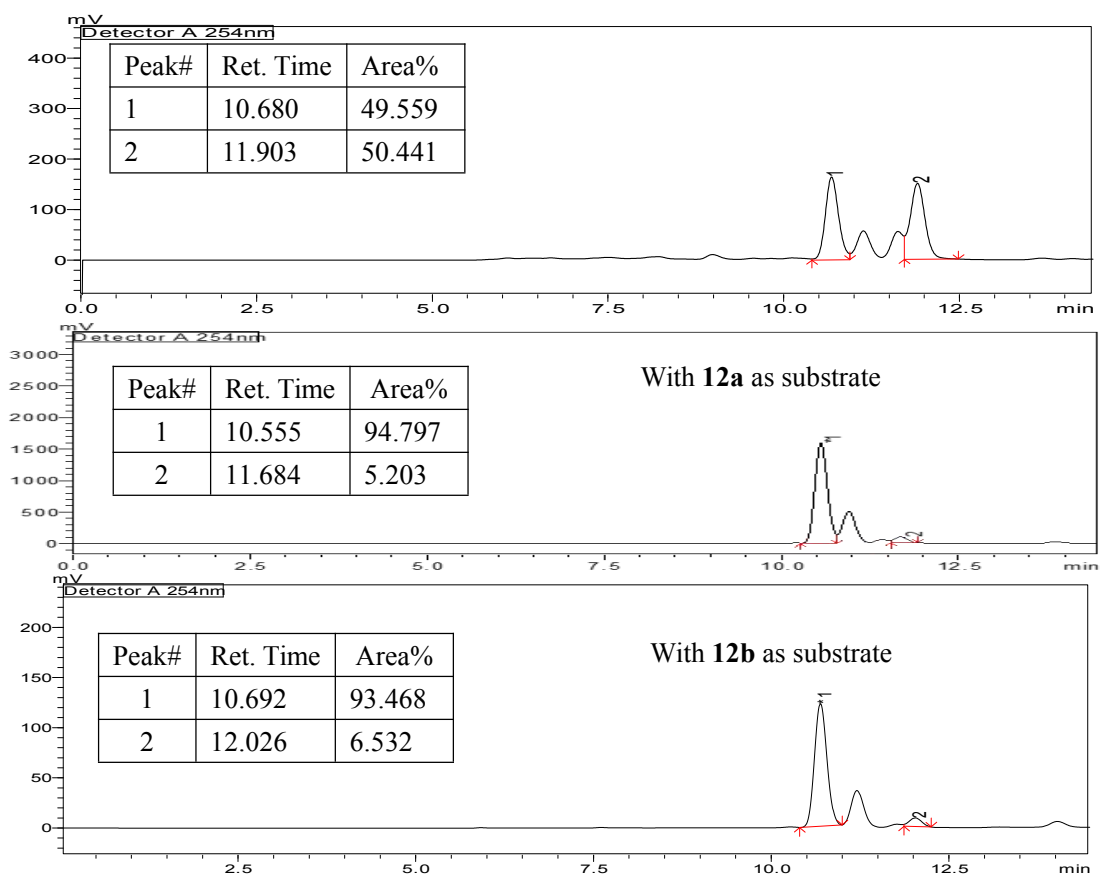 mV
Detector A 254nm
Peak# Ret. Time Area%
1 10.680 49.559
2 11.903 50.441
400
300
200
100
0
1
2
0.0 2.5 5.0 7.5 10.0 12.5 min
mV
Detector A 254nm
With 12a as substrate
Peak# Ret. Time Area%
1 10.555 94.797
2 11.684 5.203
3000
2500
2000
1500
1000
500
0
1
2
0.0 2.5 5.0 7.5 10.0 12.5 min
mV
Detector A 254nm
With 12b as substrate
Peak# Ret. Time Area%
1 10.692 93.468
2 12.026 6.532
200
150
100
50
0
1
2
2.5 5.0 7.5 10.0 12.5 min